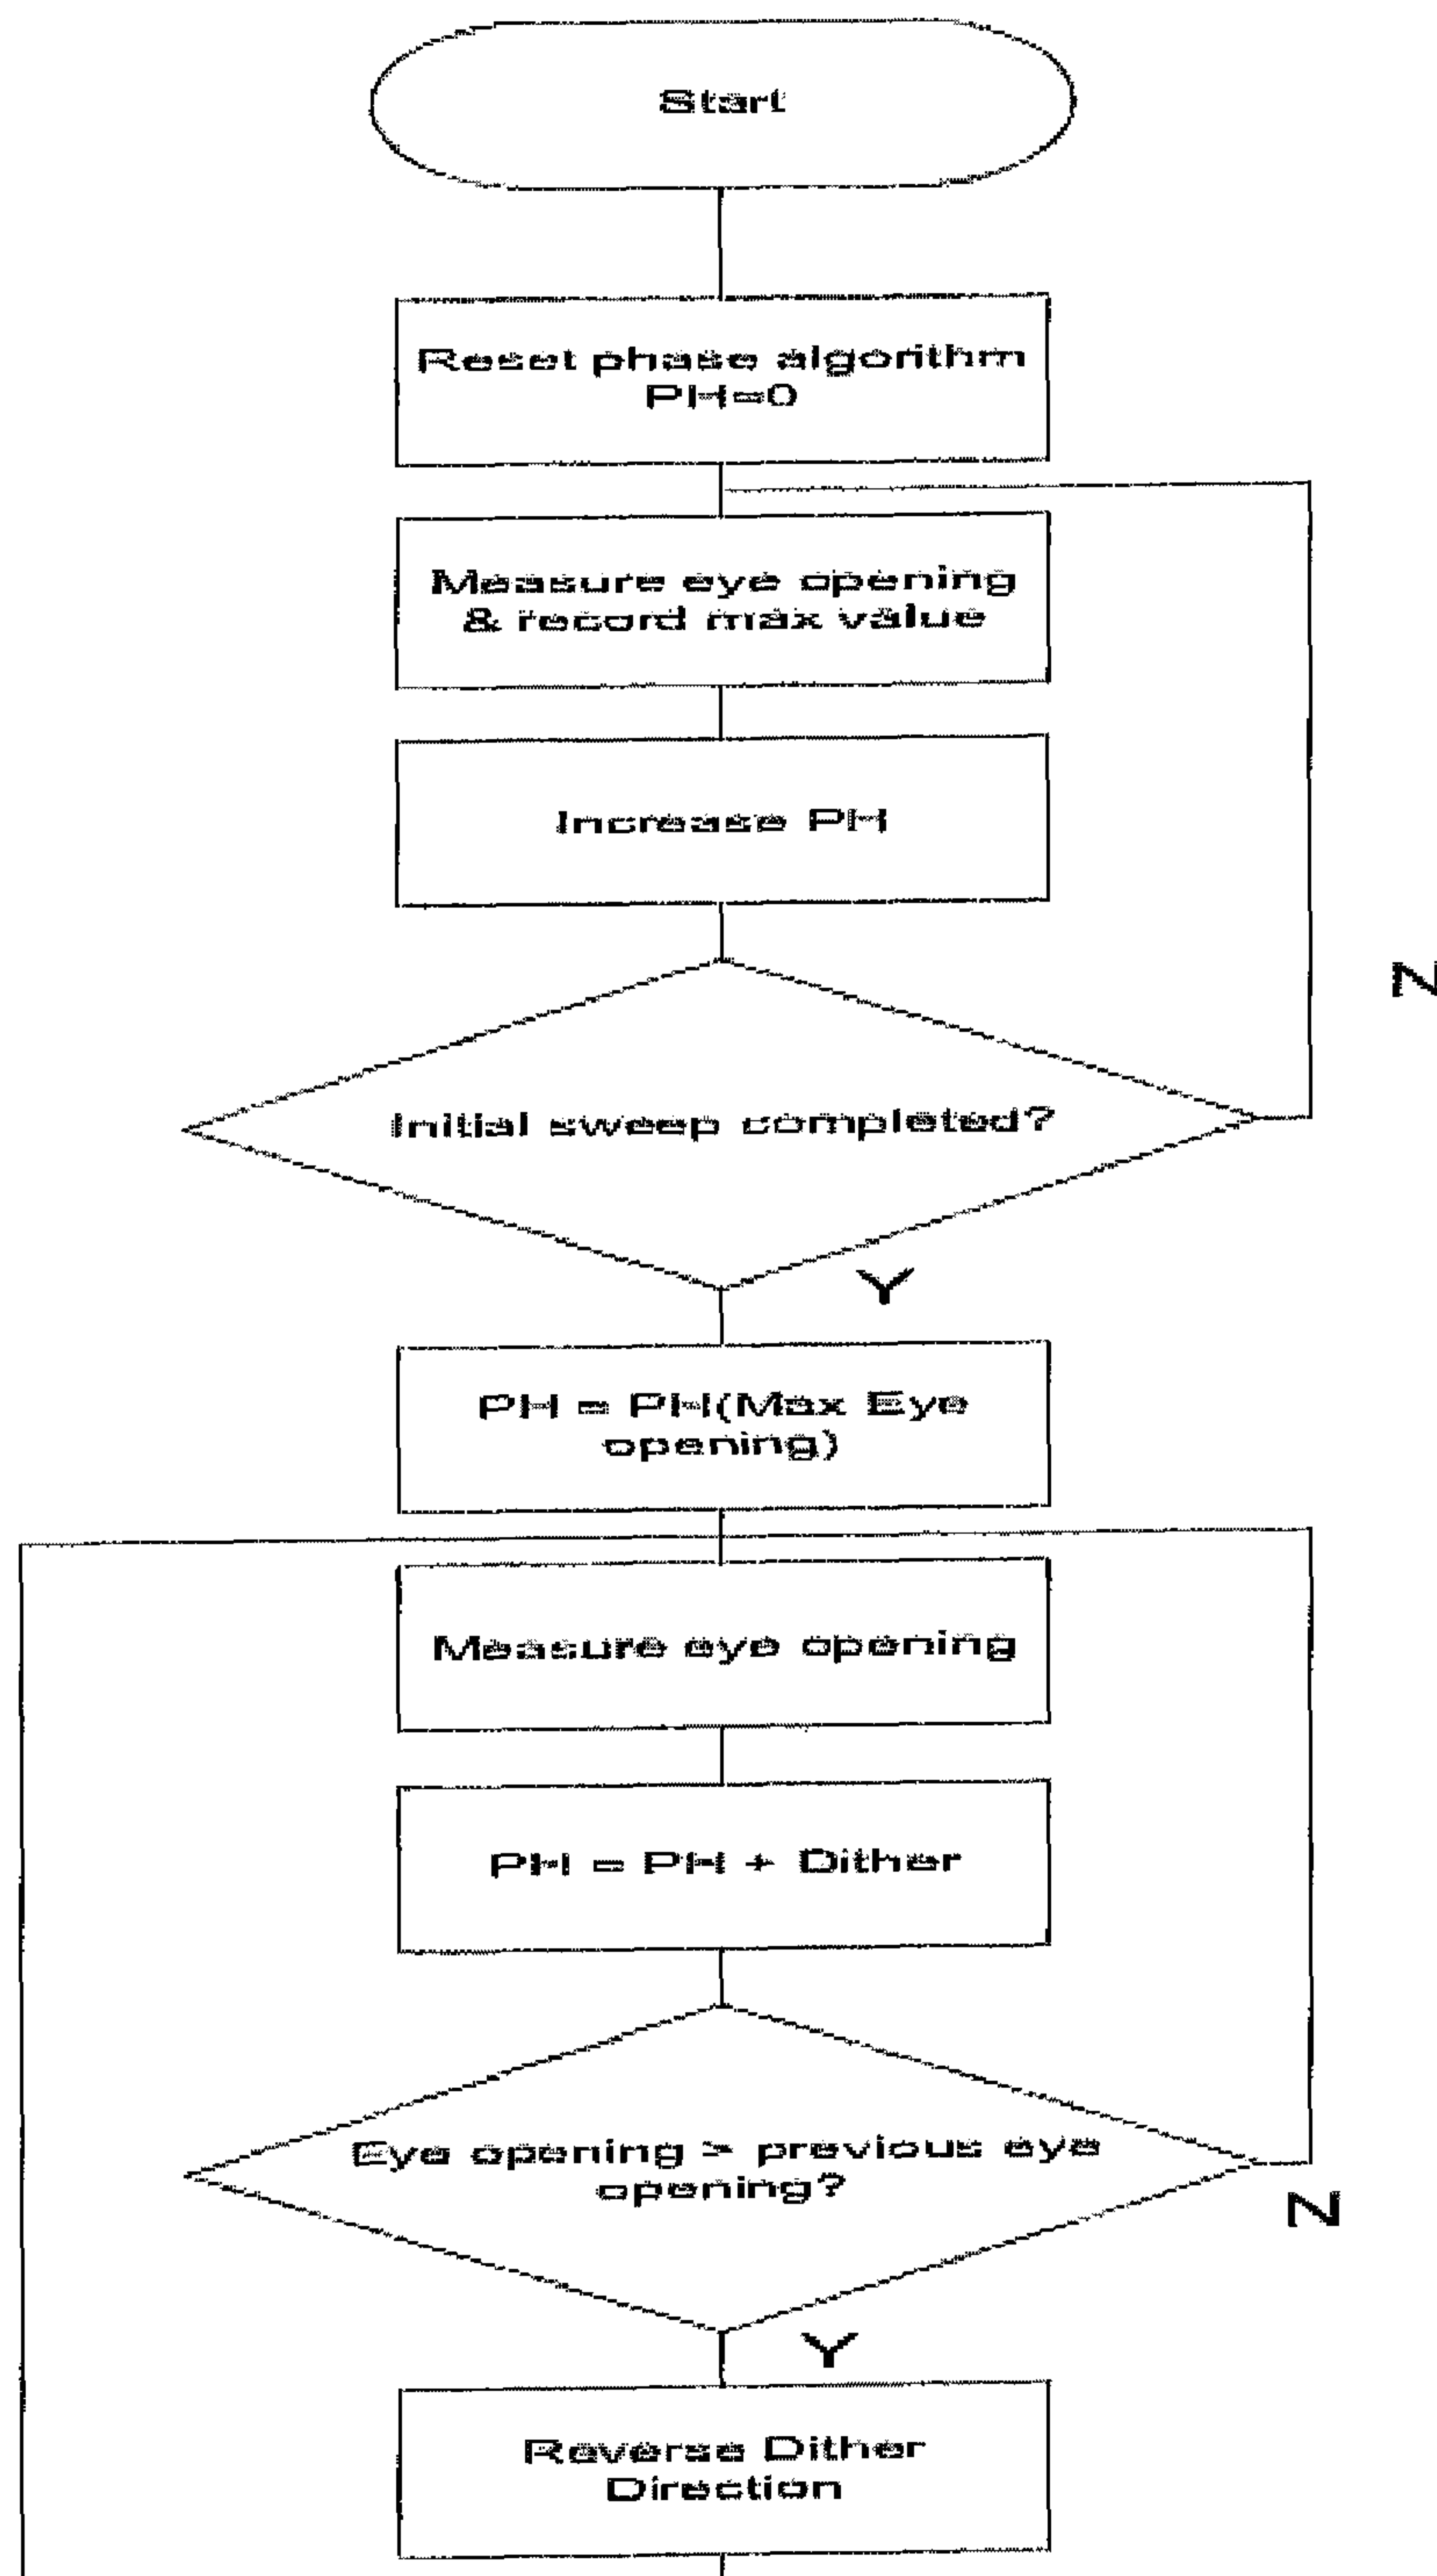 Start
Reset phase algorithm
PH=0
Measure eye opening
& record max value
Increase PH
N
Initial sweep completed?
Y
PH = PH(Max Eye
opening)
Measure eye opening
PH = PH + Dither
Eye opening > previous eye
opening?
N
Y
Reverse Dither
Direction